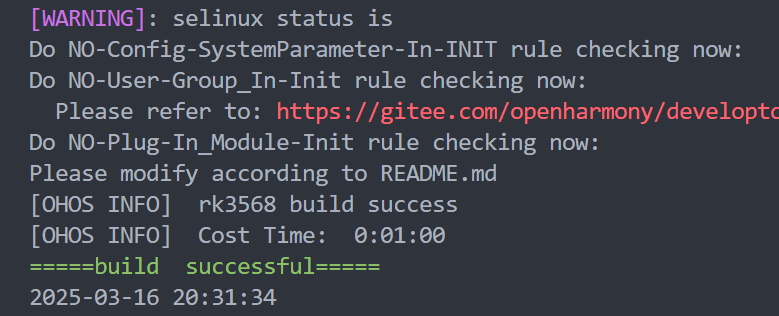 [WARNING]: selinux status is
Do NO-Config-SystemParameter-In-INIT rule checking now:
Do NO-User-Group_In-Init rule checking now:
Please refer to: https://gitee.com/openharmony/developto
Do NO-Plug-In_Module-Init rule checking now:
Please modify according to README.md
[OHOS INFO]  rk3568 build success
[OHOS INFO]  Cost Time:  0:01:00
=====build  successful=====
2025-03-16 20:31:34